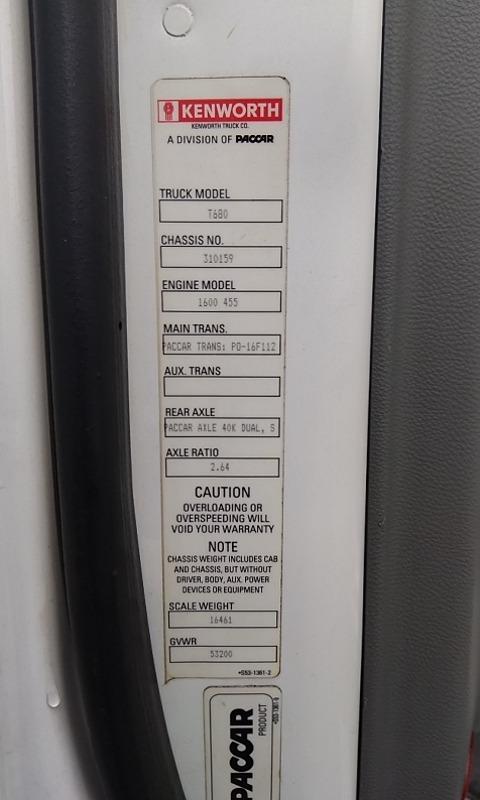 KENWORTH
KENWORTH TRUCK CO.
A DIVISION OF PACCAR
TRUCK MODEL
T680
CHASSIS NO.
310159
ENGINE MODEL
1600 455
MAIN TRANS.
PACCAR TRANS: PO-16F112
AUX. TRANS
REAR AXLE
PACCAR AXLE 40K DUAL, S
AXLE RATIO
2.64
CAUTION
OVERLOADING OR
OVERSPEEDING WILL
VOID YOUR WARRANTY
NOTE
CHASSIS WEIGHT INCLUDES CAB
AND CHASSIS, BUT WITHOUT
DRIVER, BODY, AUX. POWER
DEVICES OR EQUIPMENT
SCALE WEIGHT
16461
GVWR
53200
•S53-1361-2
PACCAR
PRODUCT